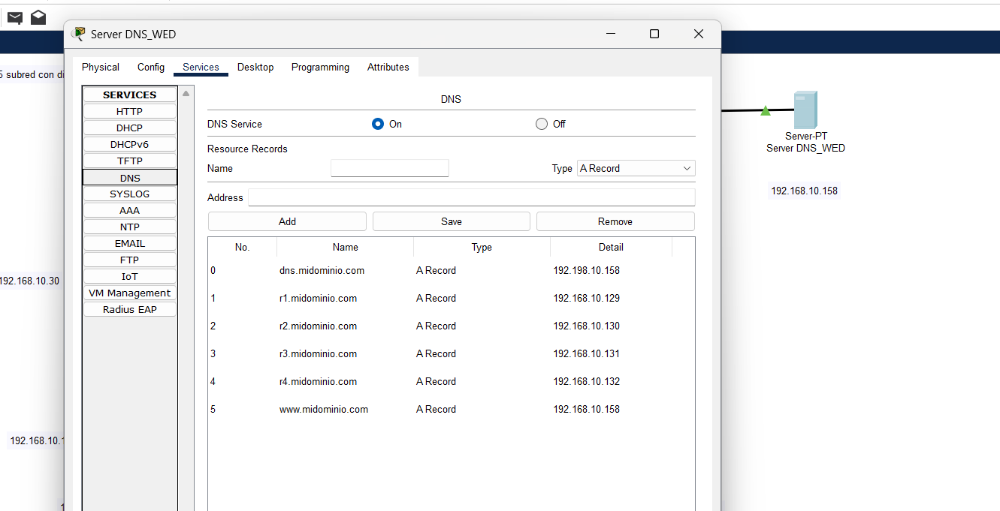 Server DNS_WED
Physical Config Services Desktop Programming Attributes
5 subred con di
SERVICES
HTTP
DHCP
DHCPv6
TFTP
DNS
SYSLOG
AAA
NTP
EMAIL
FTP
IoT
VM Management
Radius EAP
DNS
DNS Service On Off
Resource Records
Name Type A Record
Address
Add Save Remove
No. Name Type Detail
0 dns.midominio.com A Record 192.198.10.158
1 r1.midominio.com A Record 192.168.10.129
2 r2.midominio.com A Record 192.168.10.130
3 r3.midominio.com A Record 192.168.10.131
4 r4.midominio.com A Record 192.168.10.132
5 www.midominio.com A Record 192.168.10.158
192.168.10.30
192.168.10.1
Server-PT
Server DNS_WED
192.168.10.158